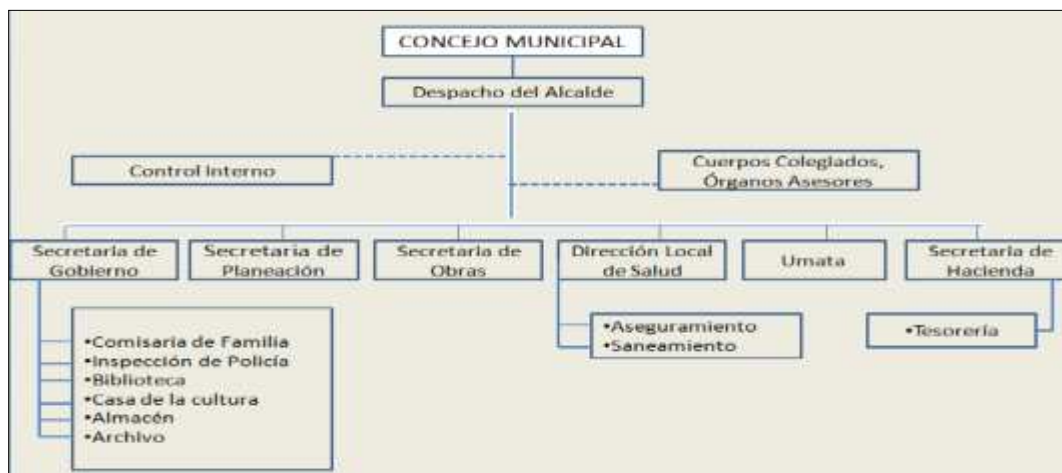 CONCEJO MUNICIPAL
Despacho del Alcalde
Control Interno
Cuerpos Colegiados,
Órganos Asesores
Secretaria de
Gobierno
Secretaria de
Planeación
Secretaria de
Obras
Dirección Local
de Salud
Umata
Secretaria de
Hacienda
•Comisaria de Familia
•Inspección de Policía
•Biblioteca
•Casa de la cultura
•Almacén
•Archivo
•Aseguramiento
•Saneamiento
•Tesorería